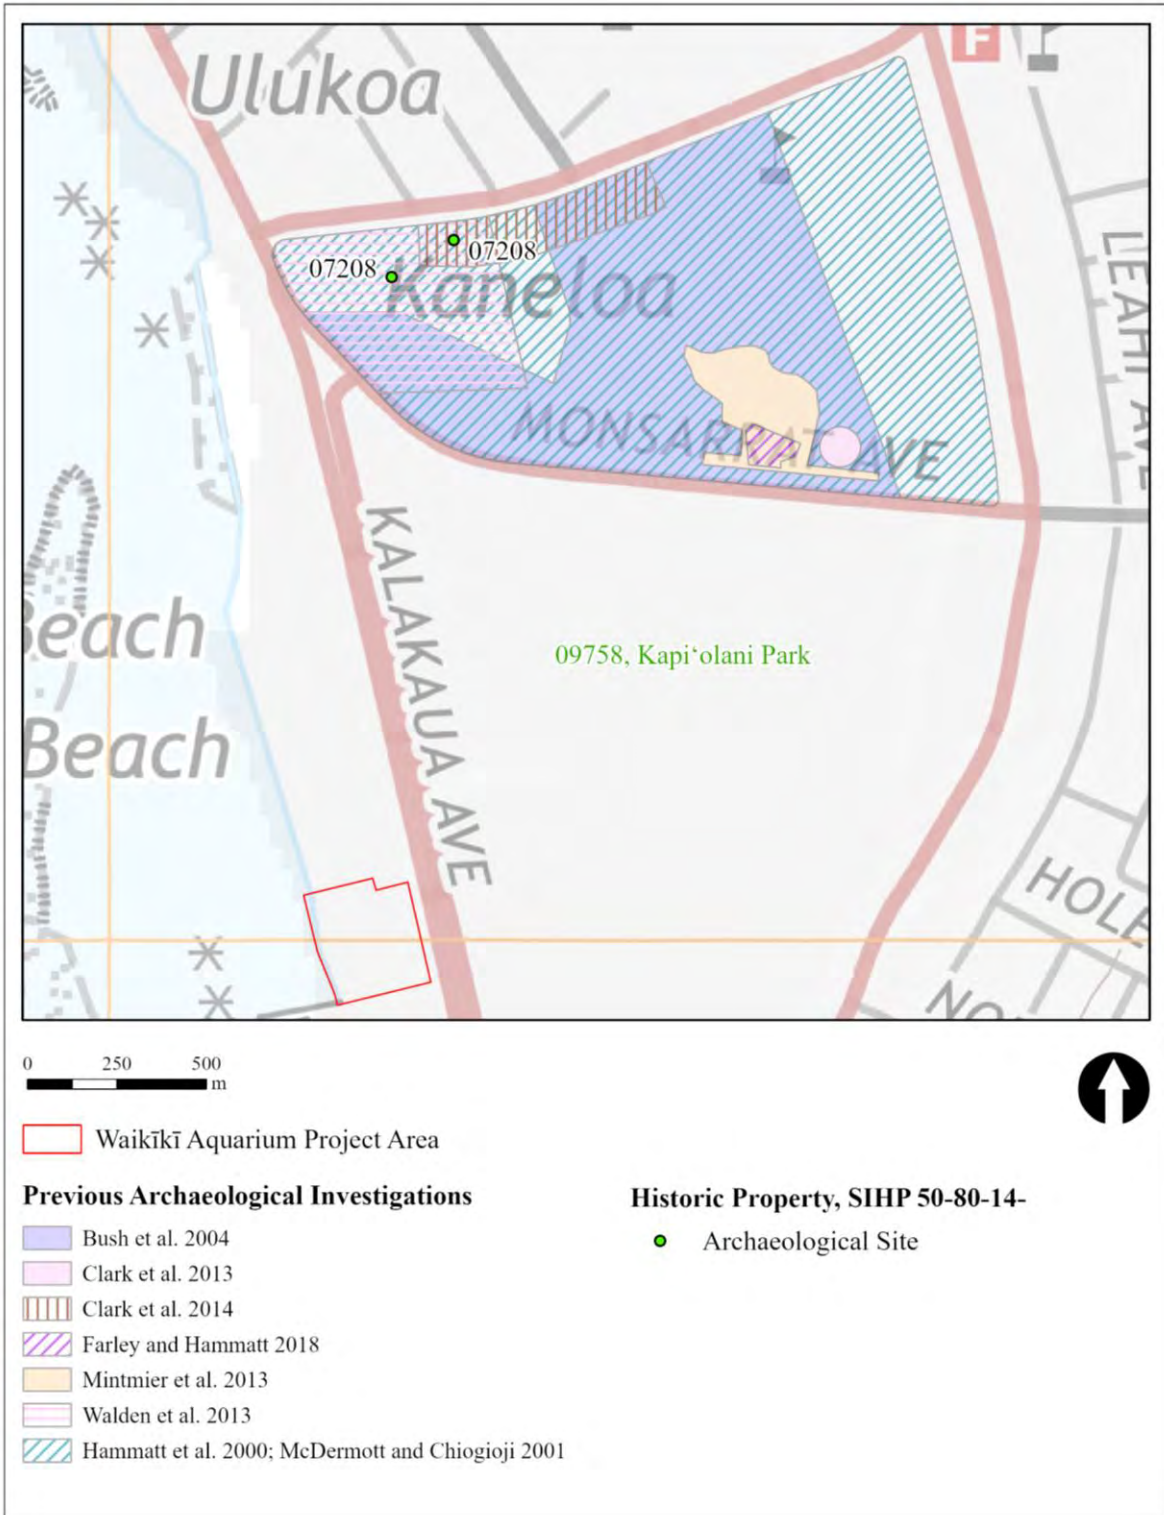 Ulukoa
F
07208
07208
Kaneloa
LEAHI AVE
MONSARRAT AVE
KALAKAUA AVE
Beach
09758, Kapiʻolani Park
Beach
0 250 500
m
Waikīkī Aquarium Project Area
Previous Archaeological Investigations
Bush et al. 2004
Clark et al. 2013
Clark et al. 2014
Farley and Hammatt 2018
Mintmier et al. 2013
Walden et al. 2013
Hammatt et al. 2000; McDermott and Chiogioji 2001
Historic Property, SIHP 50-80-14-
Archaeological Site